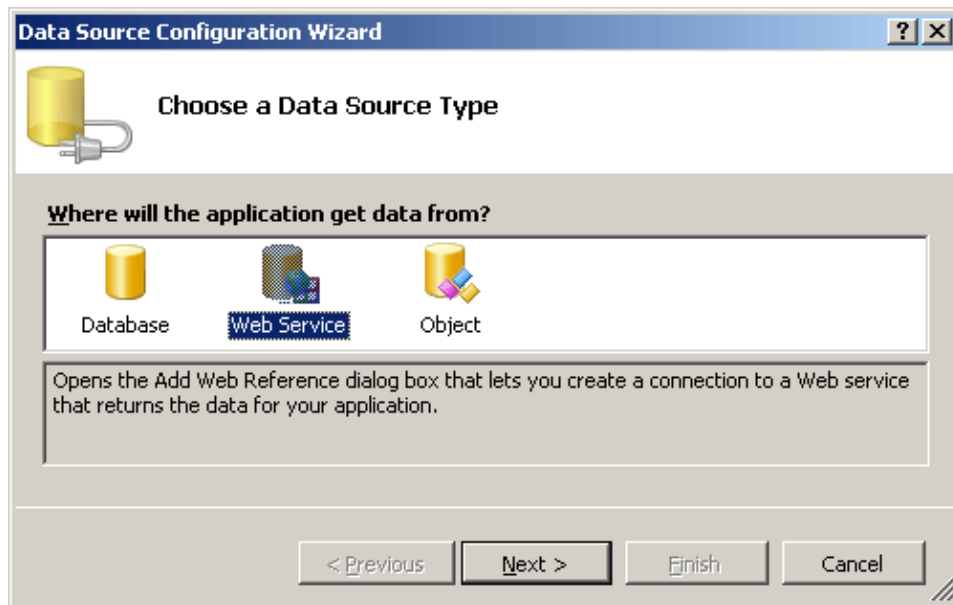 Data Source Configuration Wizard
Choose a Data Source Type
Where will the application get data from?
Database Web Service Object
Opens the Add Web Reference dialog box that lets you create a connection to a Web service
that returns the data for your application.
< Previous Next > Finish Cancel